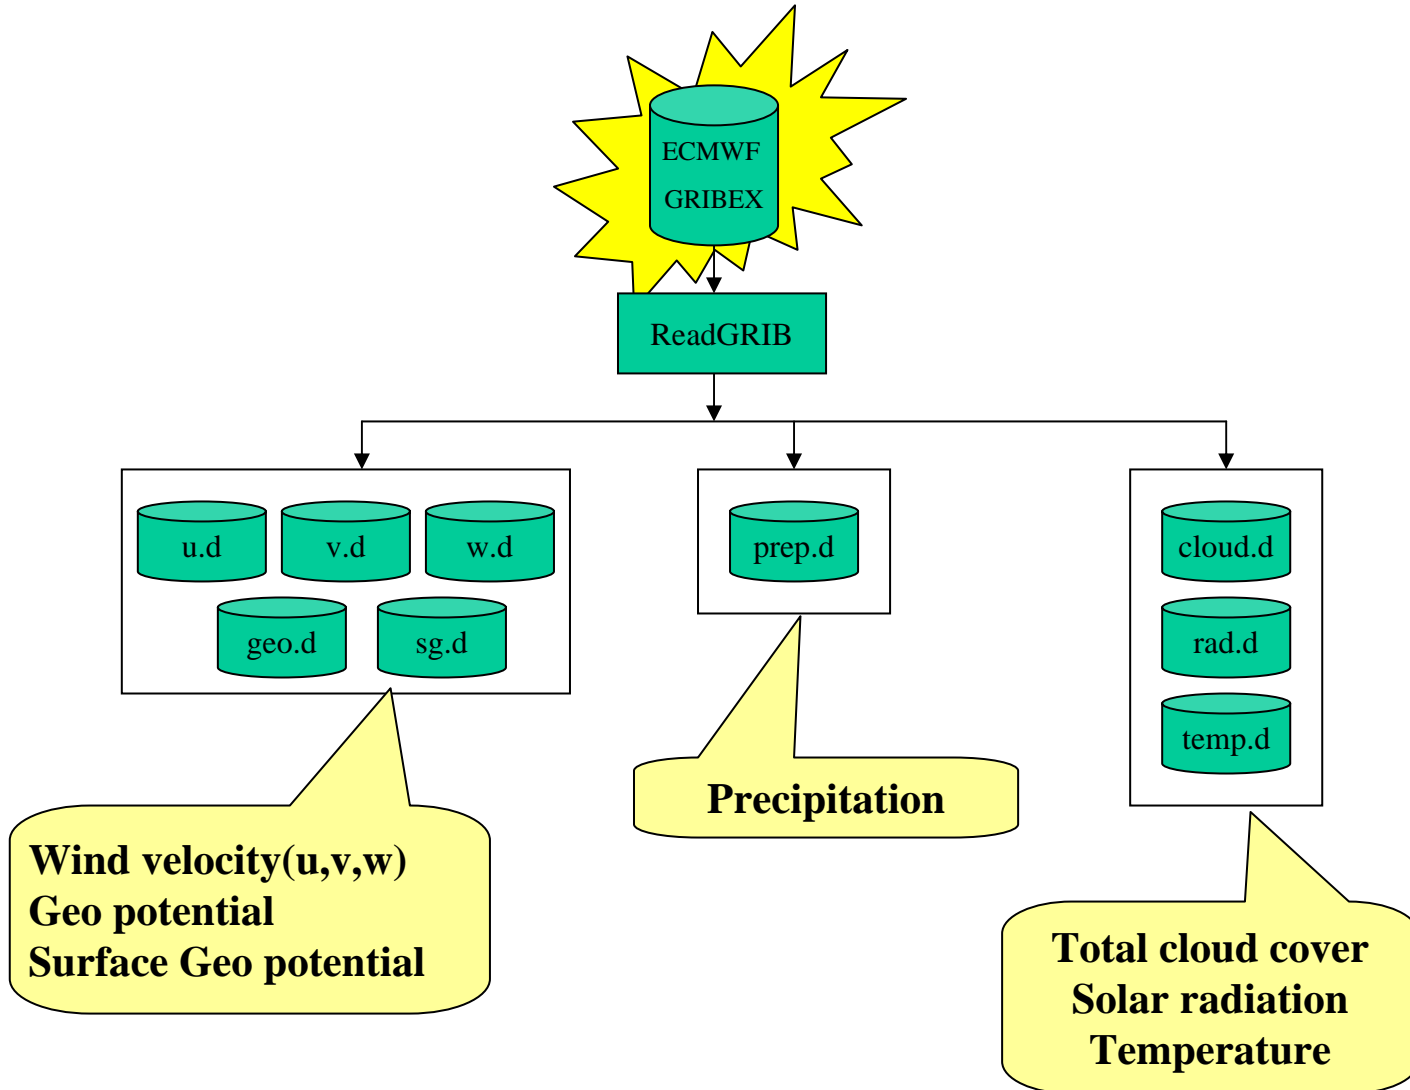 ECMWF
GRIBEX
ReadGRIB
u.d
v.d
w.d
geo.d
sg.d
prep.d
cloud.d
rad.d
temp.d
Wind velocity(u,v,w)
Geo potential
Surface Geo potential
Precipitation
Total cloud cover
Solar radiation
Temperature